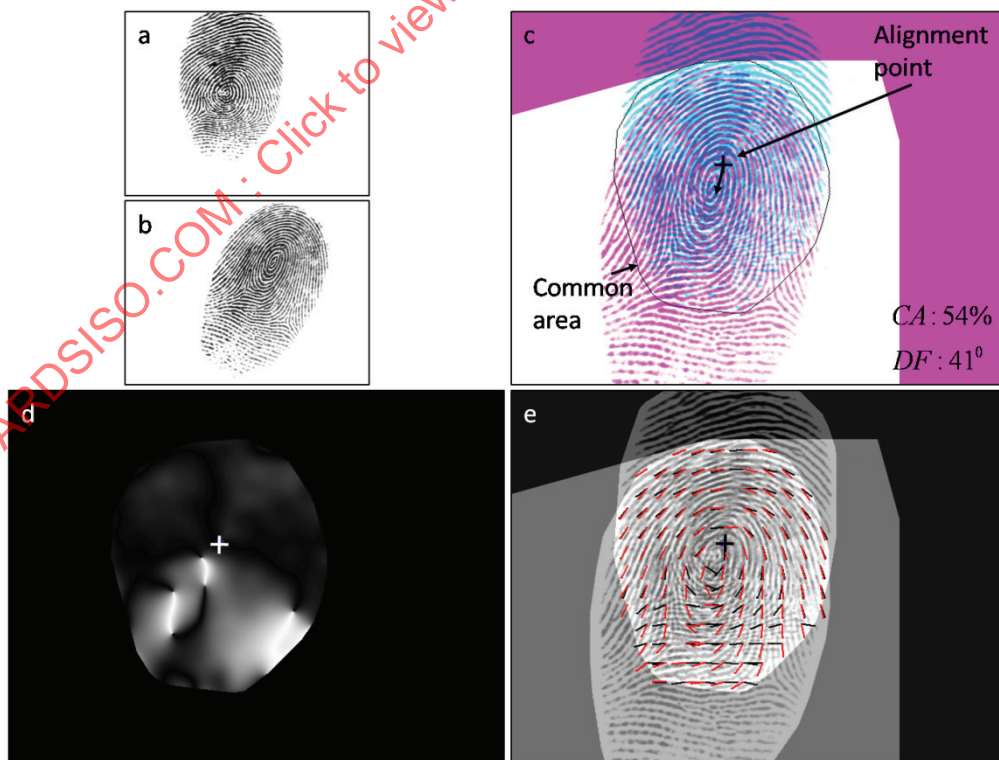 a
b
c
Alignment
point
Common
area
CA : 54%
DF : 41⁰
d
e
ARDSISO.COM : Click to view